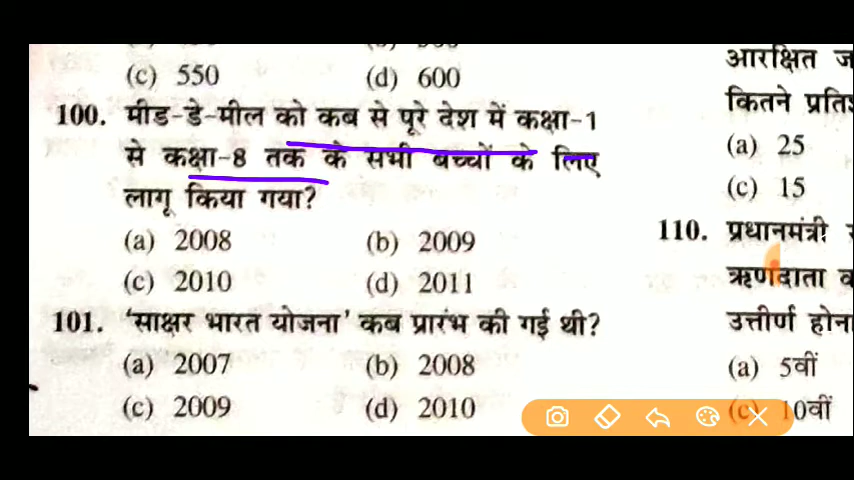 (c) 550 (d) 600
100. मीड-डे-मील को कब से पूरे देश में कक्षा-1
से कक्षा-8 तक के सभी बच्चों के लिए
लागू किया गया?
(a) 2008 (b) 2009
(c) 2010 (d) 2011
101. 'साक्षर भारत योजना' कब प्रारंभ की गई थी?
(a) 2007 (b) 2008
(c) 2009 (d) 2010
आरक्षित
कितने
(a) 25
(c) 15
110. प्रधानमंत्री
ऋणदाता
उत्तीर्ण होना
(a) 5वीं
(c) 10वीं